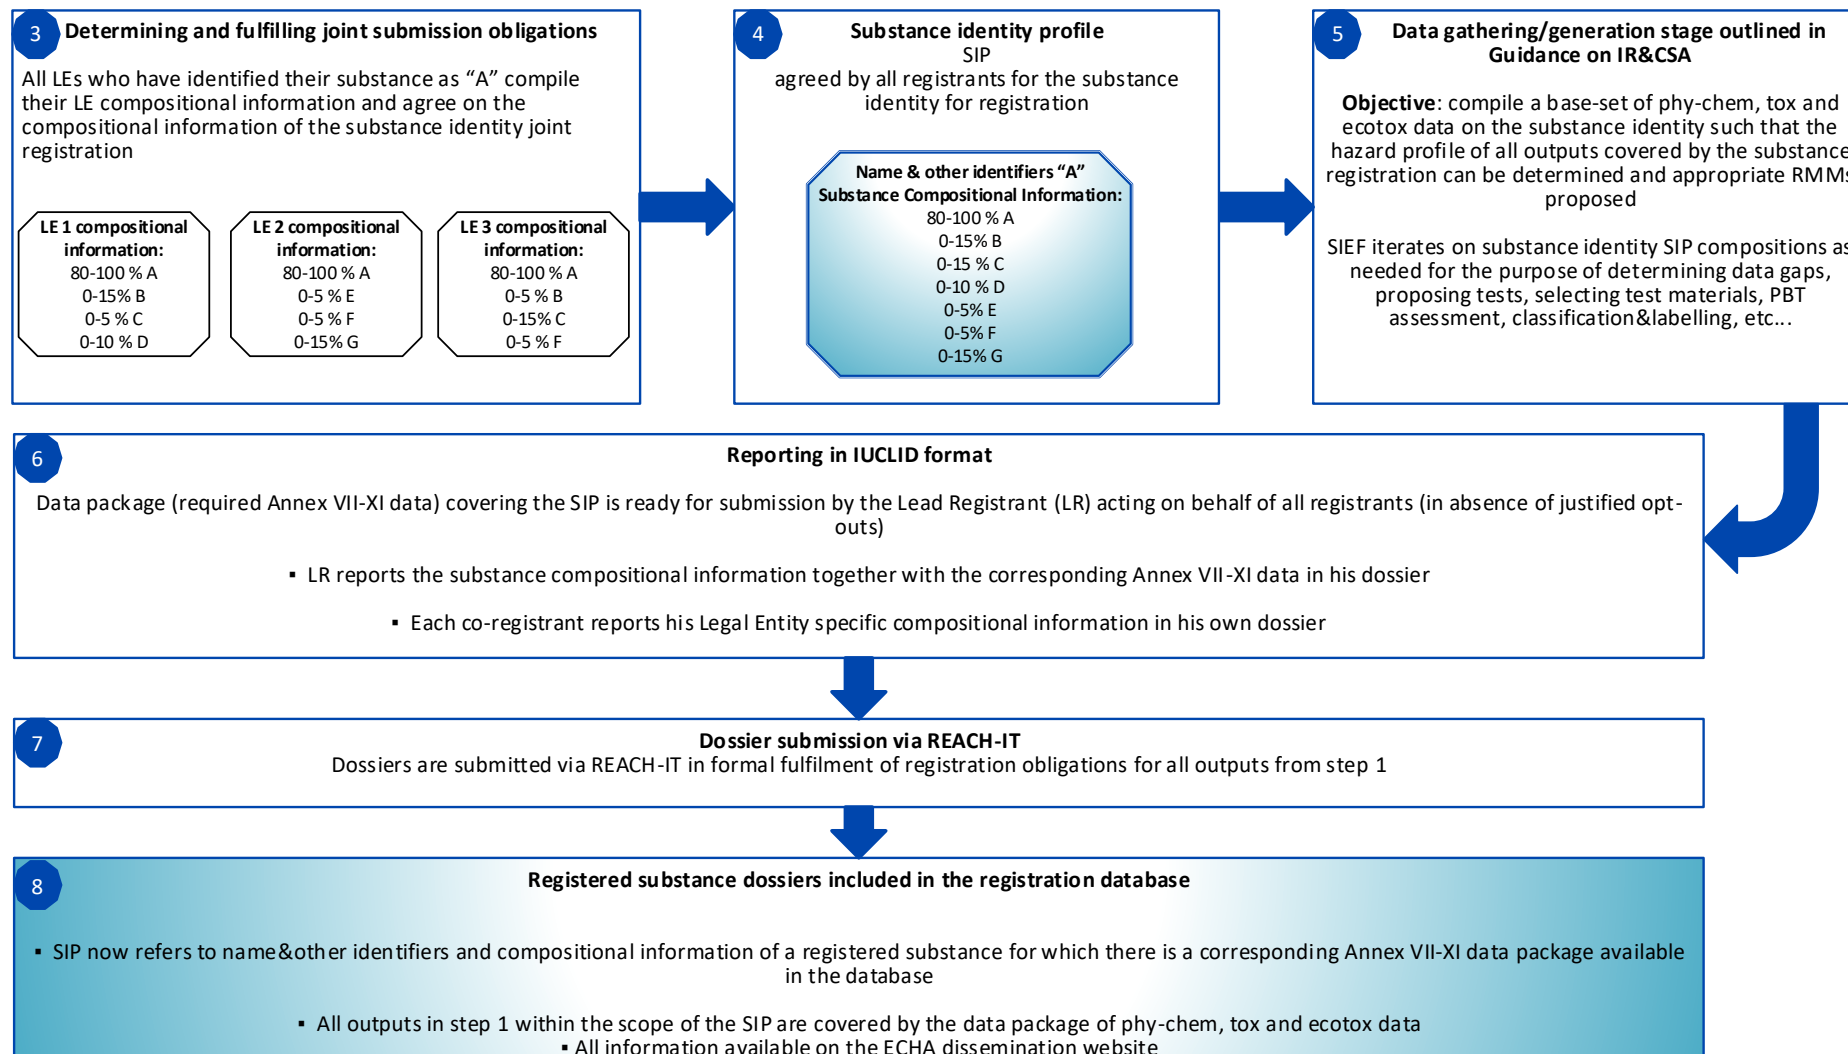 3
Determining and fulfilling joint submission obligations
All LEs who have identified their substance as “A” compile
their LE compositional information and agree on the
compositional information of the substance identity joint
registration
LE 1 compositional
information:
80-100 % A
0-15% B
0-5 % C
0-10 % D
LE 2 compositional
information:
80-100 % A
0-5 % E
0-5 % F
0-15% G
LE 3 compositional
information:
80-100 % A
0-5 % B
0-15% C
0-5 % F
4
Substance identity profile
SIP
agreed by all registrants for the substance
identity for registration
Name & other identifiers “A”
Substance Compositional Information:
80-100 % A
0-15% B
0-15 % C
0-10 % D
0-5% E
0-5% F
0-15% G
5
Data gathering/generation stage outlined in
Guidance on IR&CSA
Objective: compile a base-set of phy-chem, tox and
ecotox data on the substance identity such that the
hazard profile of all outputs covered by the substance
registration can be determined and appropriate RMMs
proposed
SIEF iterates on substance identity SIP compositions as
needed for the purpose of determining data gaps,
proposing tests, selecting test materials, PBT
assessment, classification&labelling, etc...
6
Reporting in IUCLID format
Data package (required Annex VII-XI data) covering the SIP is ready for submission by the Lead Registrant (LR) acting on behalf of all registrants (in absence of justified opt-
outs)
▪ LR reports the substance compositional information together with the corresponding Annex VII-XI data in his dossier
▪ Each co-registrant reports his Legal Entity specific compositional information in his own dossier
7
Dossier submission via REACH-IT
Dossiers are submitted via REACH-IT in formal fulfilment of registration obligations for all outputs from step 1
8
Registered substance dossiers included in the registration database
▪ SIP now refers to name&other identifiers and compositional information of a registered substance for which there is a corresponding Annex VII-XI data package available
in the database
▪ All outputs in step 1 within the scope of the SIP are covered by the data package of phy-chem, tox and ecotox data
▪ All information available on the ECHA dissemination website